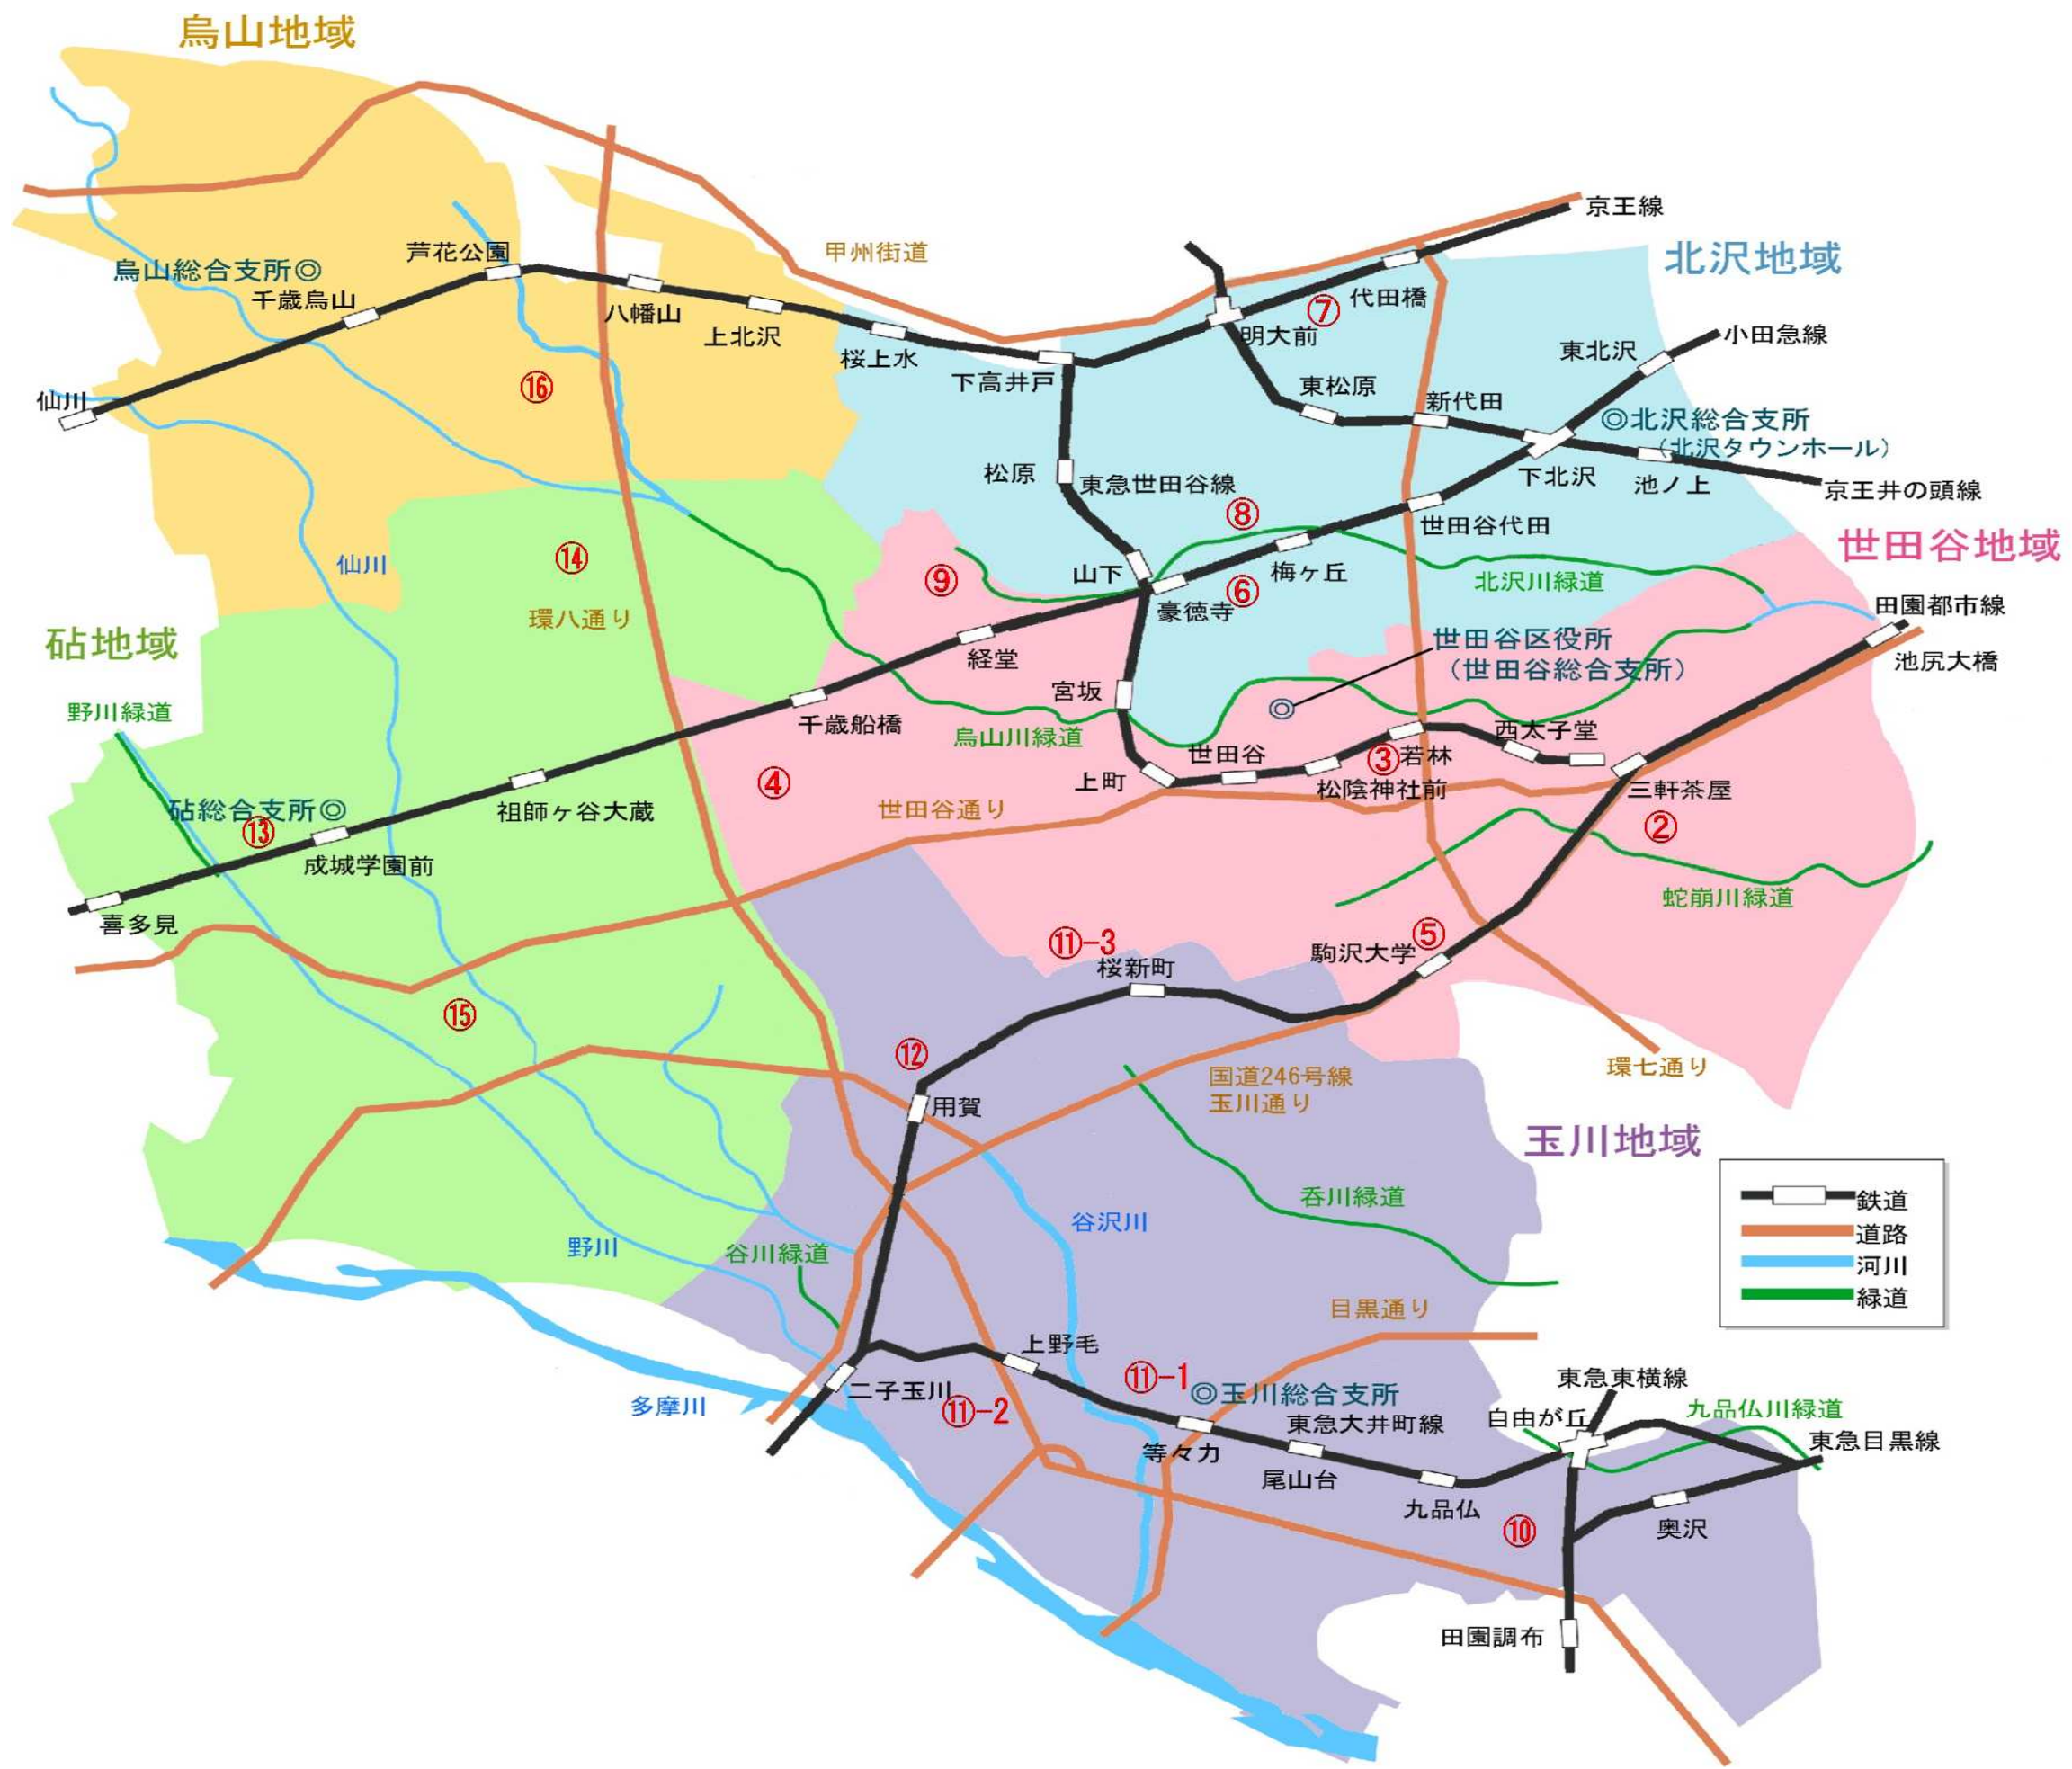 烏山地域
京王線
甲州街道
北沢地域
芦花公園
烏山総合支所◎
千歳烏山
八幡山
上北沢
桜上水
下高井戸
明大前
⑦
代田橋
小田急線
東北沢
仙川
⑯
東松原
新代田
◎北沢総合支所
(北沢タウンホール)
松原
東急世田谷線
下北沢
池ノ上
京王井の頭線
⑧
世田谷代田
世田谷地域
仙川
⑭
⑨
山下
梅ヶ丘
北沢川緑道
⑥
豪徳寺
環八通り
田園都市線
砧地域
世田谷区役所
(世田谷総合支所)
経堂
池尻大橋
宮坂
◎
野川緑道
千歳船橋
烏山川緑道
西太子堂
世田谷
③
若林
④
上町
松陰神社前
三軒茶屋
砧総合支所◎
祖師ヶ谷大蔵
世田谷通り
②
⑬
成城学園前
蛇崩川緑道
喜多見
⑪-3
⑤
駒沢大学
桜新町
⑮
⑫
環七通り
国道246号線
玉川通り
用賀
玉川地域
呑川緑道
鉄道
谷沢川
道路
野川
谷川緑道
河川
緑道
目黒通り
上野毛
⑪-1
東急東横線
二子玉川
◎玉川総合支所
多摩川
⑪-2
九品仏川緑道
自由が丘
東急大井町線
東急目黒線
等々力
尾山台
九品仏
⑩
奥沢
田園調布